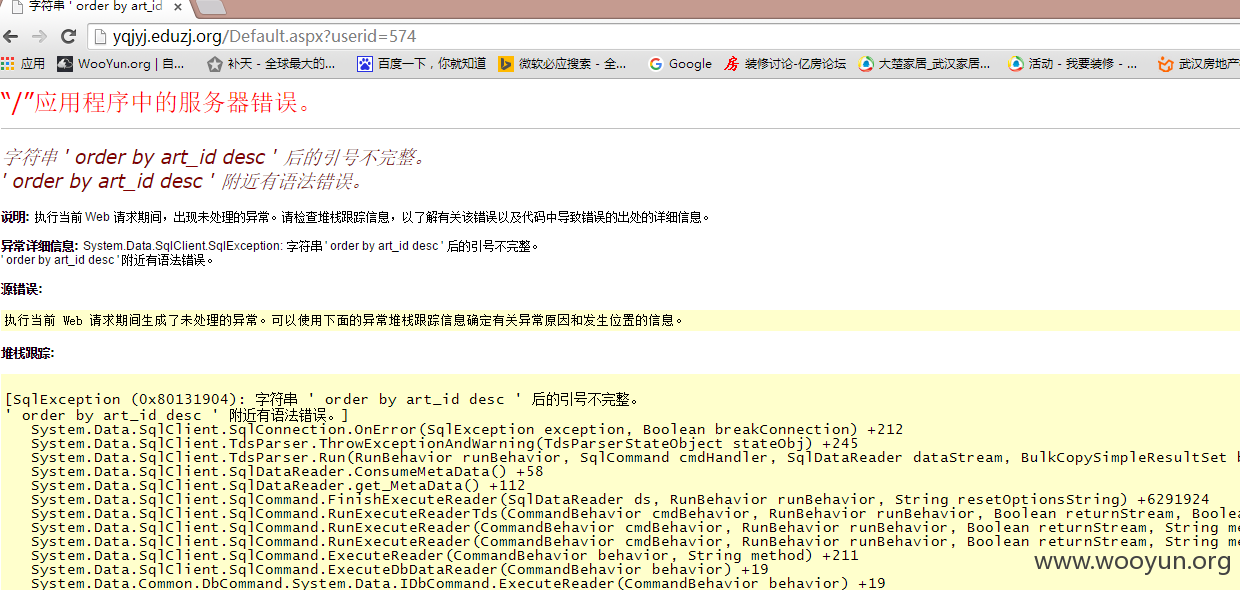 字符串 ' order by art_id
yqjyj.eduzj.org/Default.aspx?userid=574
应用 WooYun.org | 自... 补天 - 全球最大的... 百度一下，你就知道 微软必应搜索 - 全... Google 装修讨论-亿房论坛 大楚家居_武汉家居... 活动 - 我要装修 - ... 武汉房地产
“/”应用程序中的服务器错误。
字符串 ' order by art_id desc ' 后的引号不完整。
' order by art_id desc ' 附近有语法错误。
说明: 执行当前 Web 请求期间，出现未处理的异常。请检查堆栈跟踪信息，以了解有关该错误以及代码中导致错误的出处的详细信息。
异常详细信息: System.Data.SqlClient.SqlException: 字符串 ' order by art_id desc ' 后的引号不完整。
' order by art_id desc ' 附近有语法错误。
源错误:
执行当前 Web 请求期间生成了未处理的异常。可以使用下面的异常堆栈跟踪信息确定有关异常原因和发生位置的信息。
堆栈跟踪:
[SqlException (0x80131904): 字符串 ' order by art_id desc ' 后的引号不完整。
' order by art_id desc ' 附近有语法错误。]
System.Data.SqlClient.SqlConnection.OnError(SqlException exception, Boolean breakConnection) +212
System.Data.SqlClient.TdsParser.ThrowExceptionAndWarning(TdsParserStateObject stateObj) +245
System.Data.SqlClient.TdsParser.Run(RunBehavior runBehavior, SqlCommand cmdHandler, SqlDataReader dataStream, BulkCopySimpleResultSet b
System.Data.SqlClient.SqlDataReader.ConsumeMetaData() +58
System.Data.SqlClient.SqlDataReader.get_MetaData() +112
System.Data.SqlClient.SqlCommand.FinishExecuteReader(SqlDataReader ds, RunBehavior runBehavior, String resetOptionsString) +6291924
System.Data.SqlClient.SqlCommand.RunExecuteReaderTds(CommandBehavior cmdBehavior, RunBehavior runBehavior, Boolean returnStream, Boolea
System.Data.SqlClient.SqlCommand.RunExecuteReader(CommandBehavior cmdBehavior, RunBehavior runBehavior, Boolean returnStream, String me
System.Data.SqlClient.SqlCommand.RunExecuteReader(CommandBehavior cmdBehavior, RunBehavior runBehavior, Boolean returnStream, String me
System.Data.SqlClient.SqlCommand.ExecuteReader(CommandBehavior behavior, String method) +211
System.Data.SqlClient.SqlCommand.ExecuteDbDataReader(CommandBehavior behavior) +19
System.Data.Common.DbCommand.System.Data.IDbCommand.ExecuteReader(CommandBehavior behavior) +19
www.wooyun.org